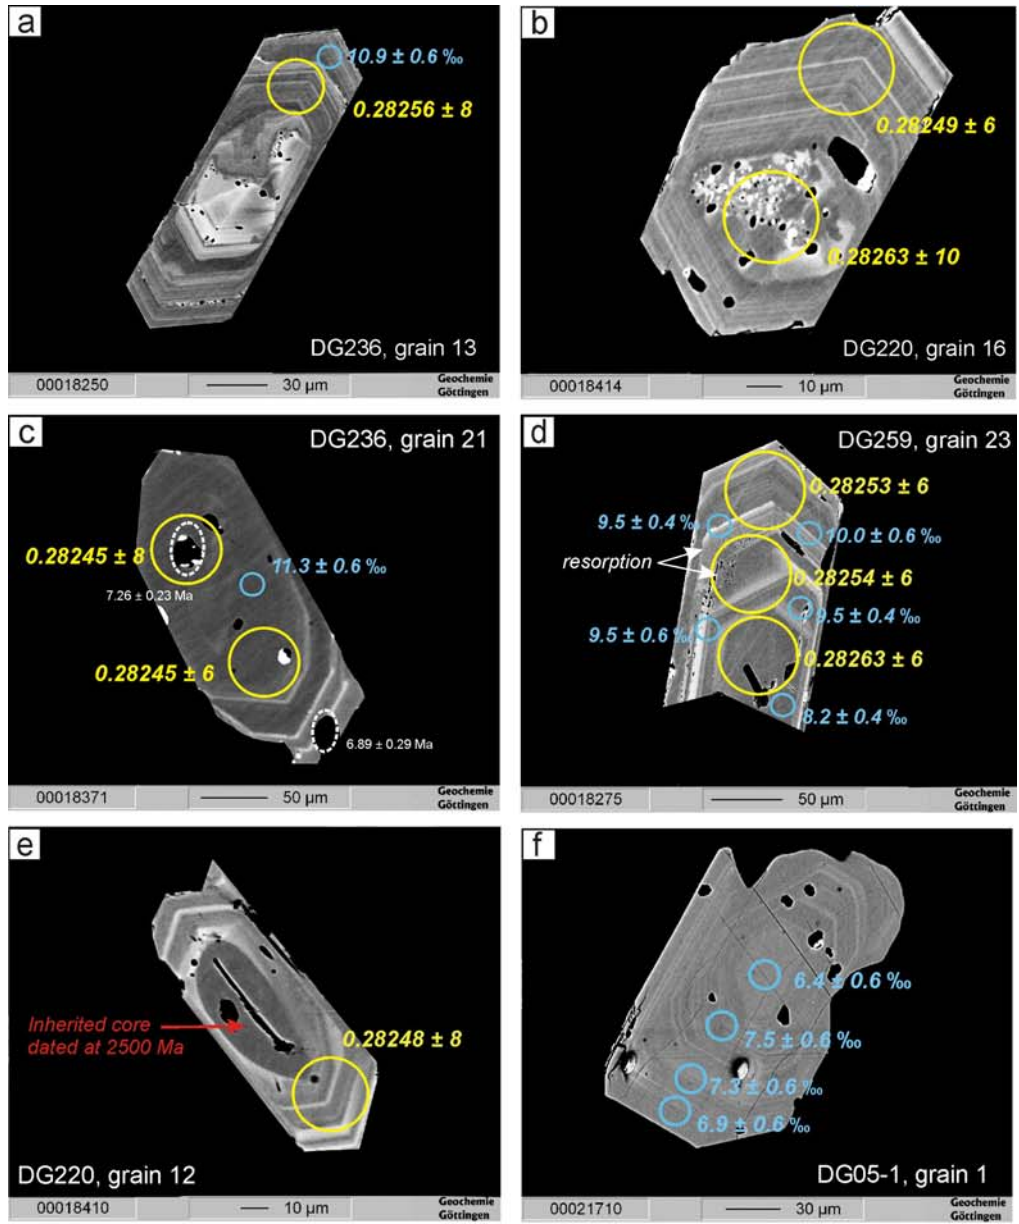 a
10.9 ± 0.6 ‰
0.28256 ± 8
DG236, grain 13
00018250
30 µm
Geochemie
Göttingen
b
0.28249 ± 6
0.28263 ± 10
DG220, grain 16
00018414
10 µm
Geochemie
Göttingen
c
DG236, grain 21
0.28245 ± 8
7.26 ± 0.23 Ma
11.3 ± 0.6 ‰
0.28245 ± 6
6.89 ± 0.29 Ma
00018371
50 µm
Geochemie
Göttingen
d
DG259, grain 23
0.28253 ± 6
9.5 ± 0.4 ‰
10.0 ± 0.6 ‰
resorption
0.28254 ± 6
9.5 ± 0.4 ‰
9.5 ± 0.6 ‰
0.28263 ± 6
8.2 ± 0.4 ‰
00018275
50 µm
Geochemie
Göttingen
e
Inherited core
dated at 2500 Ma
0.28248 ± 8
DG220, grain 12
00018410
10 µm
Geochemie
Göttingen
f
6.4 ± 0.6 ‰
7.5 ± 0.6 ‰
7.3 ± 0.6 ‰
6.9 ± 0.6 ‰
DG05-1, grain 1
00021710
30 µm
Geochemie
Göttingen